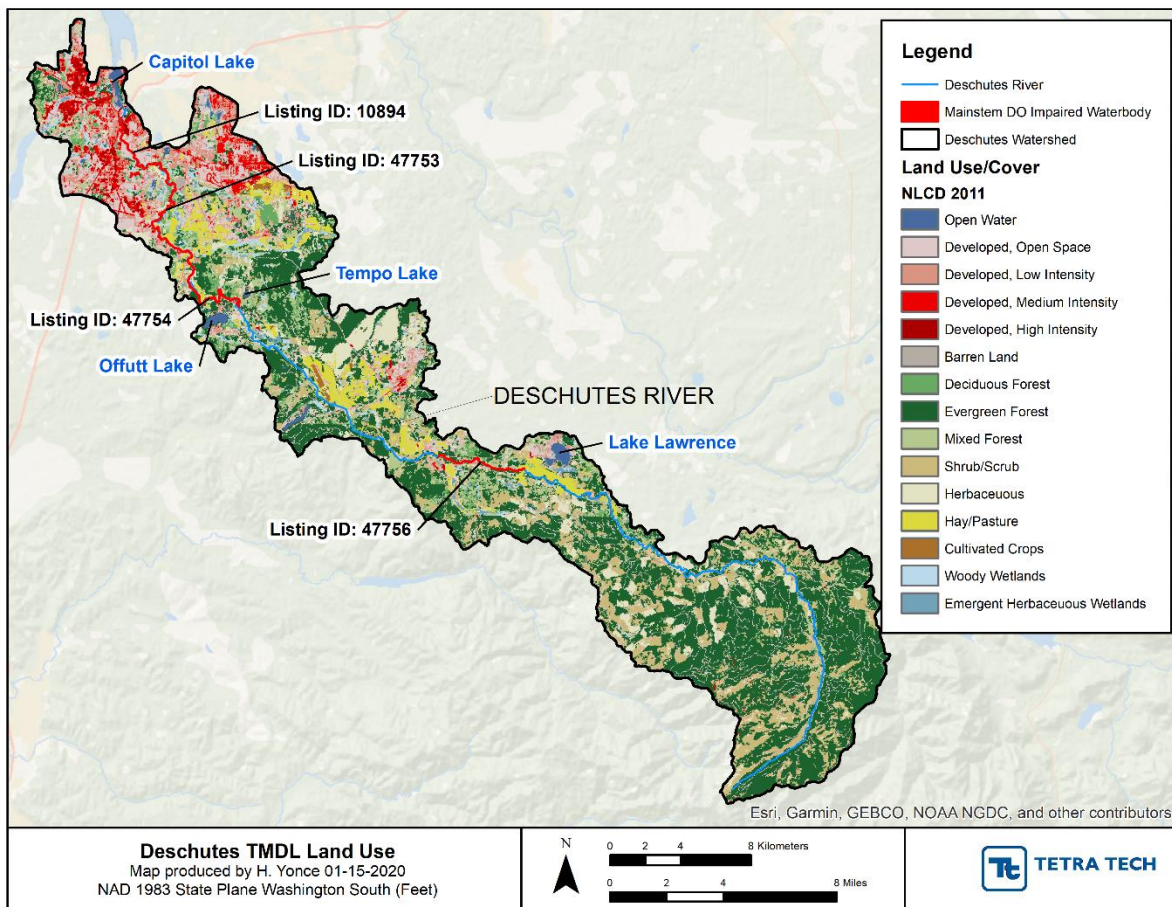 Capitol Lake
Listing ID: 10894
Listing ID: 47753
Tempo Lake
Listing ID: 47754
Offutt Lake
DESCHUTES RIVER
Lake Lawrence
Listing ID: 47756
Legend
Deschutes River
Mainstem DO Impaired Waterbody
Deschutes Watershed
Land Use/Cover
NLCD 2011
Open Water
Developed, Open Space
Developed, Low Intensity
Developed, Medium Intensity
Developed, High Intensity
Barren Land
Deciduous Forest
Evergreen Forest
Mixed Forest
Shrub/Scrub
Herbaceous
Hay/Pasture
Cultivated Crops
Woody Wetlands
Emergent Herbaceuous Wetlands
Esri, Garmin, GEBCO, NOAA NGDC, and other contributors
Deschutes TMDL Land Use
Map produced by H. Yonce 01-15-2020
NAD 1983 State Plane Washington South (Feet)
N
0 2 4 8 Kilometers
0 2 4 8 Miles
Tt
TETRA TECH